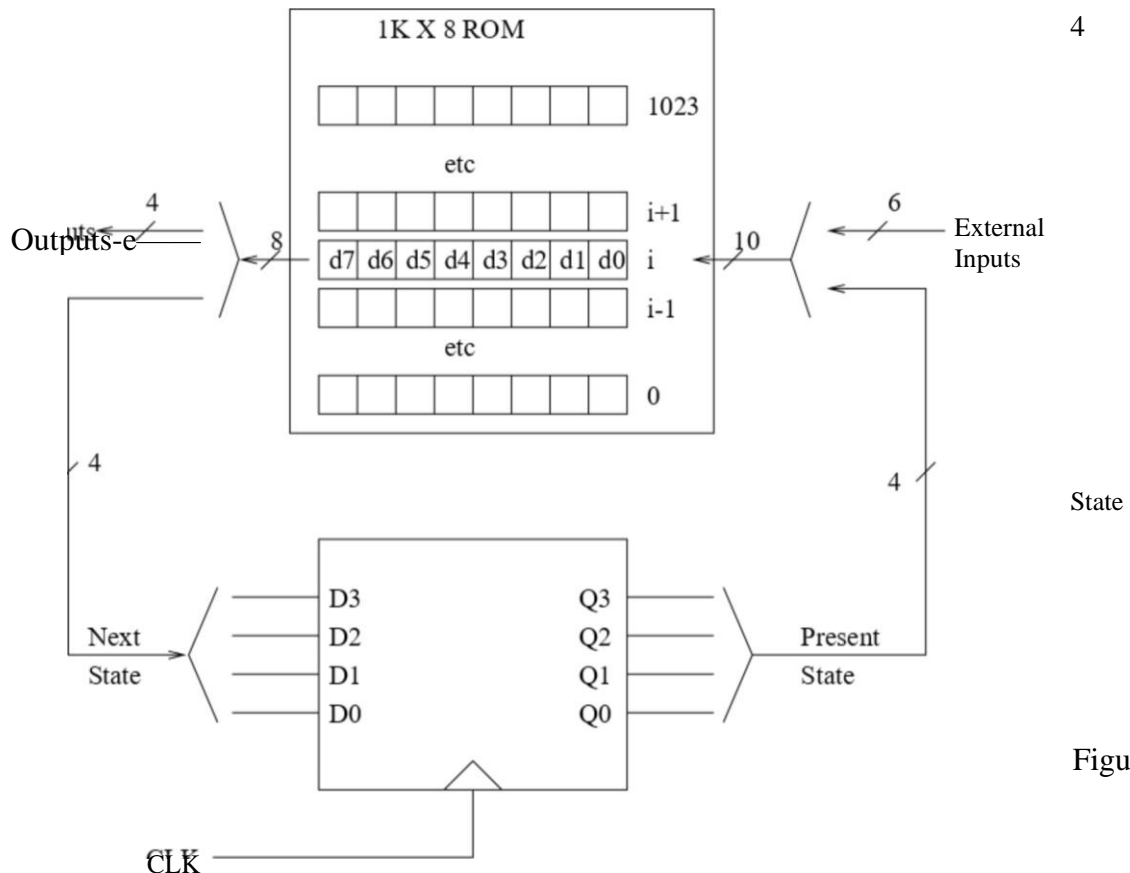 1K X 8 ROM
4
1023
etc
4
i+1
6
Outputs-e
uts
8
d7 d6 d5 d4 d3 d2 d1 d0
i
10
External
Inputs
i-1
etc
0
4
4
State
D3
Q3
Next
D2
Q2
Present
State
D1
Q1
State
D0
Q0
Figu
CLK